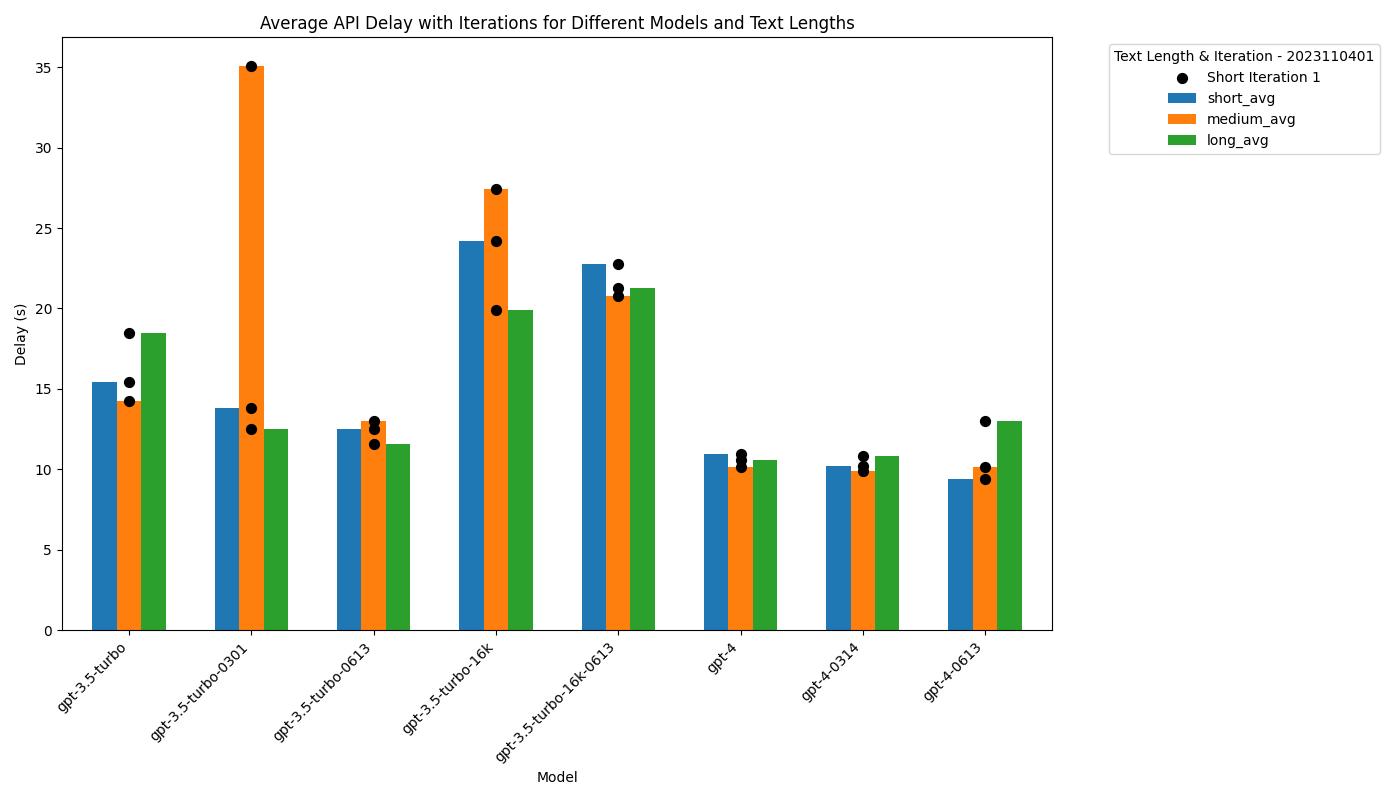 Average API Delay with Iterations for Different Models and Text Lengths
Text Length & Iteration - 2023110401
Short Iteration 1
short_avg
medium_avg
long_avg
Delay (s)
35
30
25
20
15
10
5
0
gpt-3.5-turbo
gpt-3.5-turbo-0301
gpt-3.5-turbo-0613
gpt-3.5-turbo-16k
gpt-3.5-turbo-16k-0613
gpt-4
gpt-4-0314
gpt-4-0613
Model